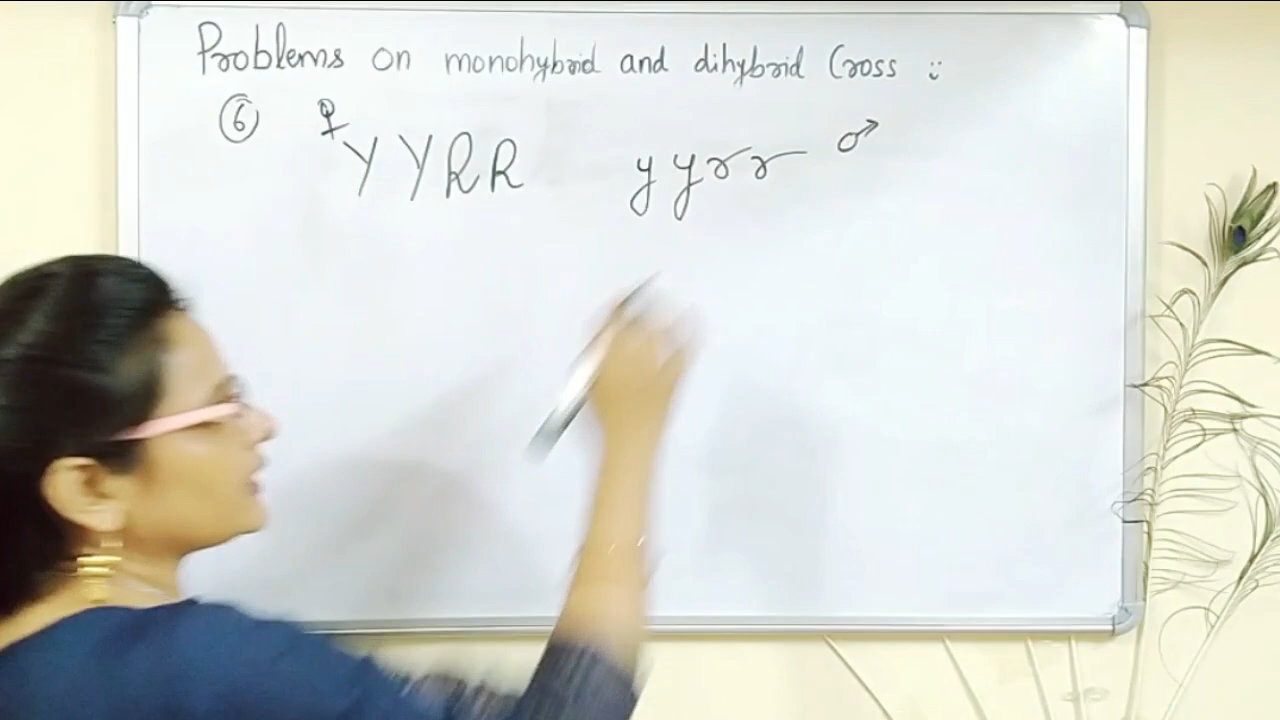 Problems on monohybrid and dihybrid Cross :-
⑥ ♀ YYRR yyrr ♂